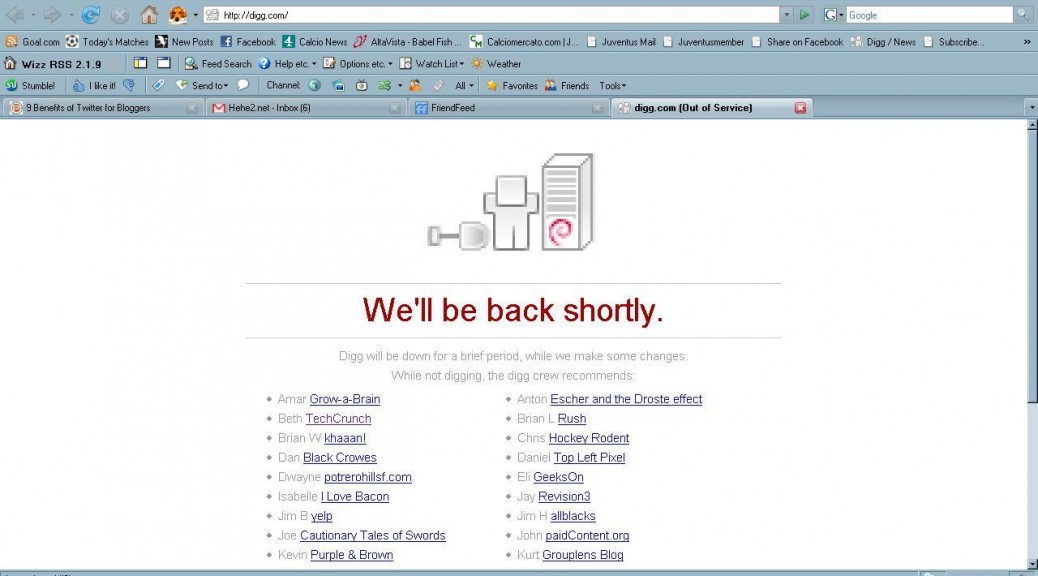 http://digg.com/
Google
Goal.com Today's Matches New Posts Facebook Calcio News AltaVista - Babel Fish ... Calciomercato.com | J... Juventus Mail Juventusmember Share on Facebook Digg / News Subscribe...
Wizz RSS 2.1.9 Feed Search Help etc. Options etc. Watch List Weather
Stumble! I like it! Send to Channel: All Favorites Friends Tools
9 Benefits of Twitter for Bloggers Hehe2.net - Inbox (6) FriendFeed digg.com (Out of Service)
We'll be back shortly.
Digg will be down for a brief period, while we make some changes.
While not digging, the digg crew recommends:
Amar Grow-a-Brain
Beth TechCrunch
Brian W khaaan!
Dan Black Crowes
Dwayne potrerohillsf.com
Isabelle I Love Bacon
Jim B yelp
Joe Cautionary Tales of Swords
Kevin Purple & Brown
Anton Escher and the Droste effect
Brian L Rush
Chris Hockey Rodent
Daniel Top Left Pixel
Eli GeeksOn
Jay Revision3
Jim H allblacks
John paidContent.org
Kurt Grouplens Blog